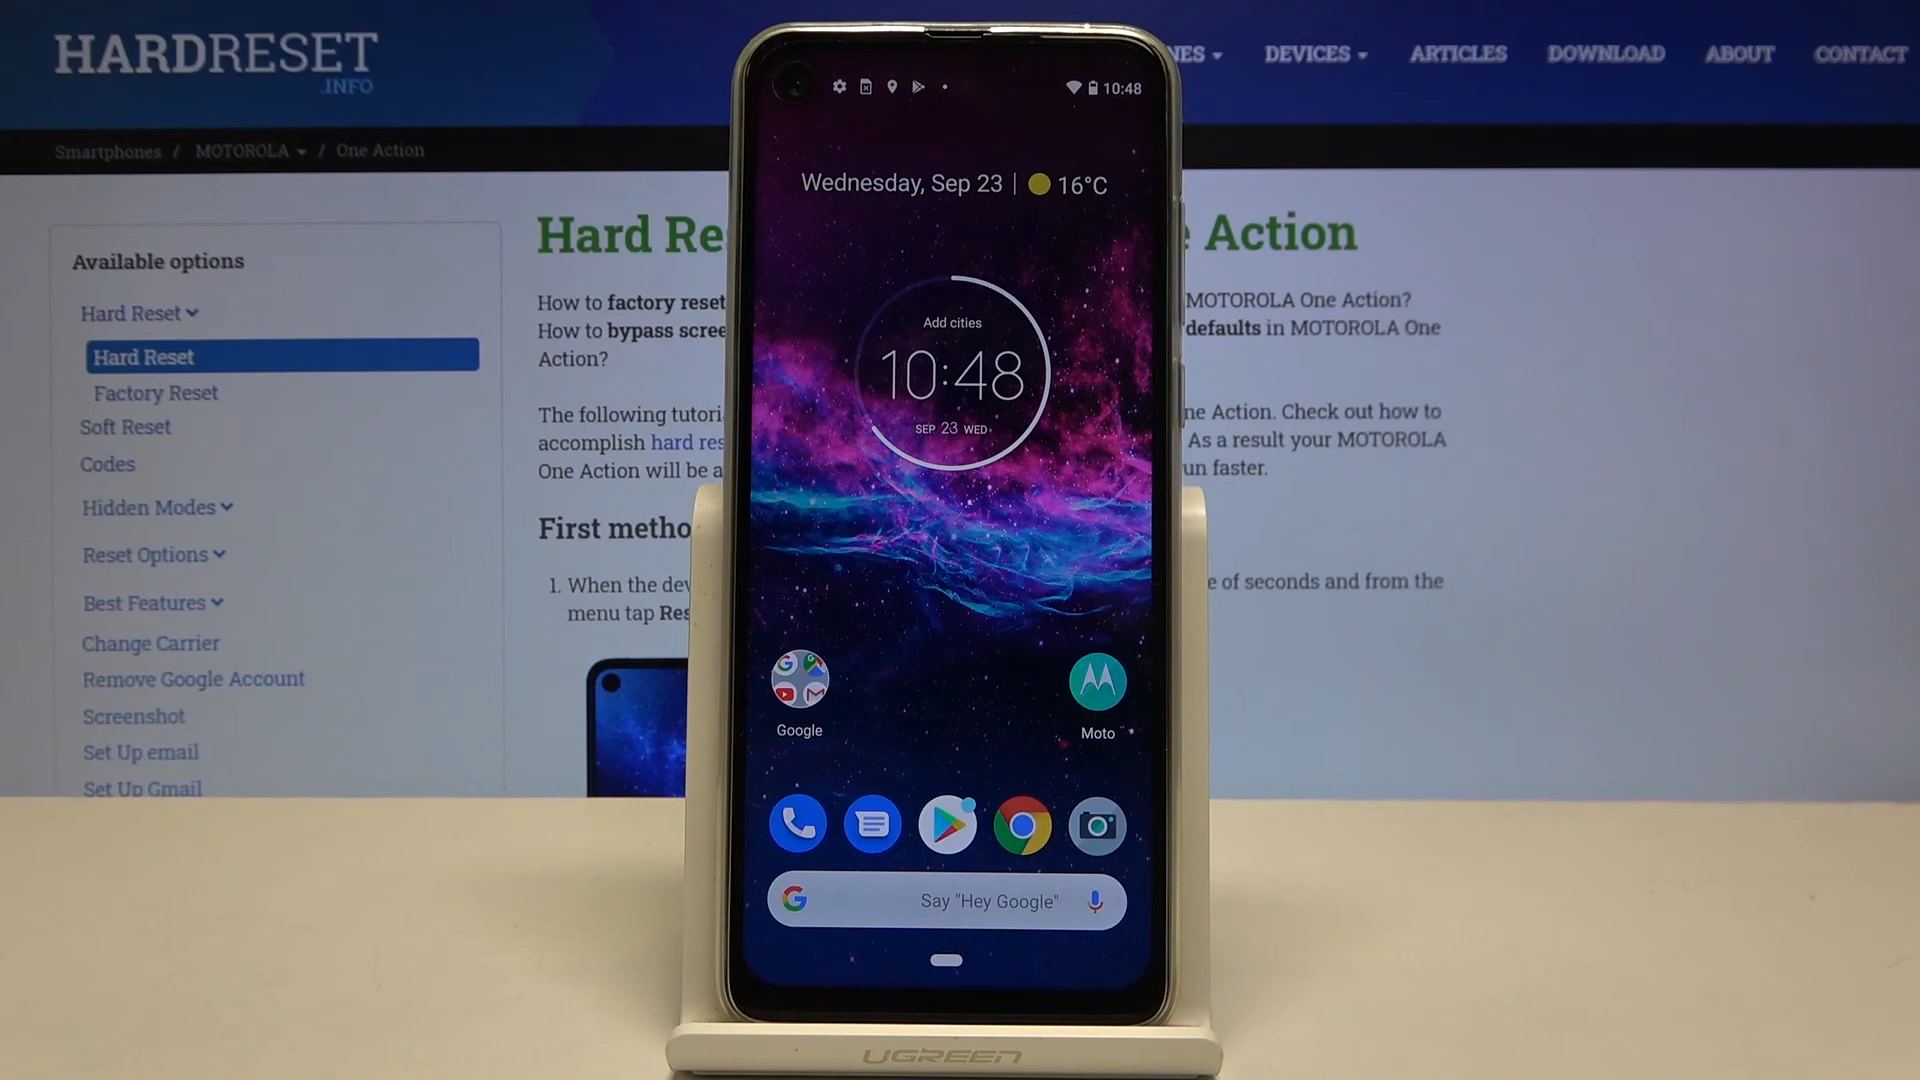 HARDRESET
.INFO
NES
DEVICES
ARTICLES
DOWNLOAD
ABOUT
CONTACT
Smartphones / MOTOROLA / One Action
Available options
Hard Reset
Hard Reset
Factory Reset
Soft Reset
Codes
Hidden Modes
Reset Options
Best Features
Change Carrier
Remove Google Account
Screenshot
Set Up email
Set Up Gmail
Hard Re
Action
How to factory reset
MOTOROLA One Action?
How to bypass scree
defaults in MOTOROLA One
Action?
The following tutori
ne Action. Check out how to
accomplish hard res
As a result your MOTOROLA
One Action will be a
un faster.
First metho
1. When the dev
e of seconds and from the
menu tap Res
10:48
Wednesday, Sep 23 | 16°C
Add cities
10:48
SEP 23 WED
Google
Moto
Say "Hey Google"
UGREEN